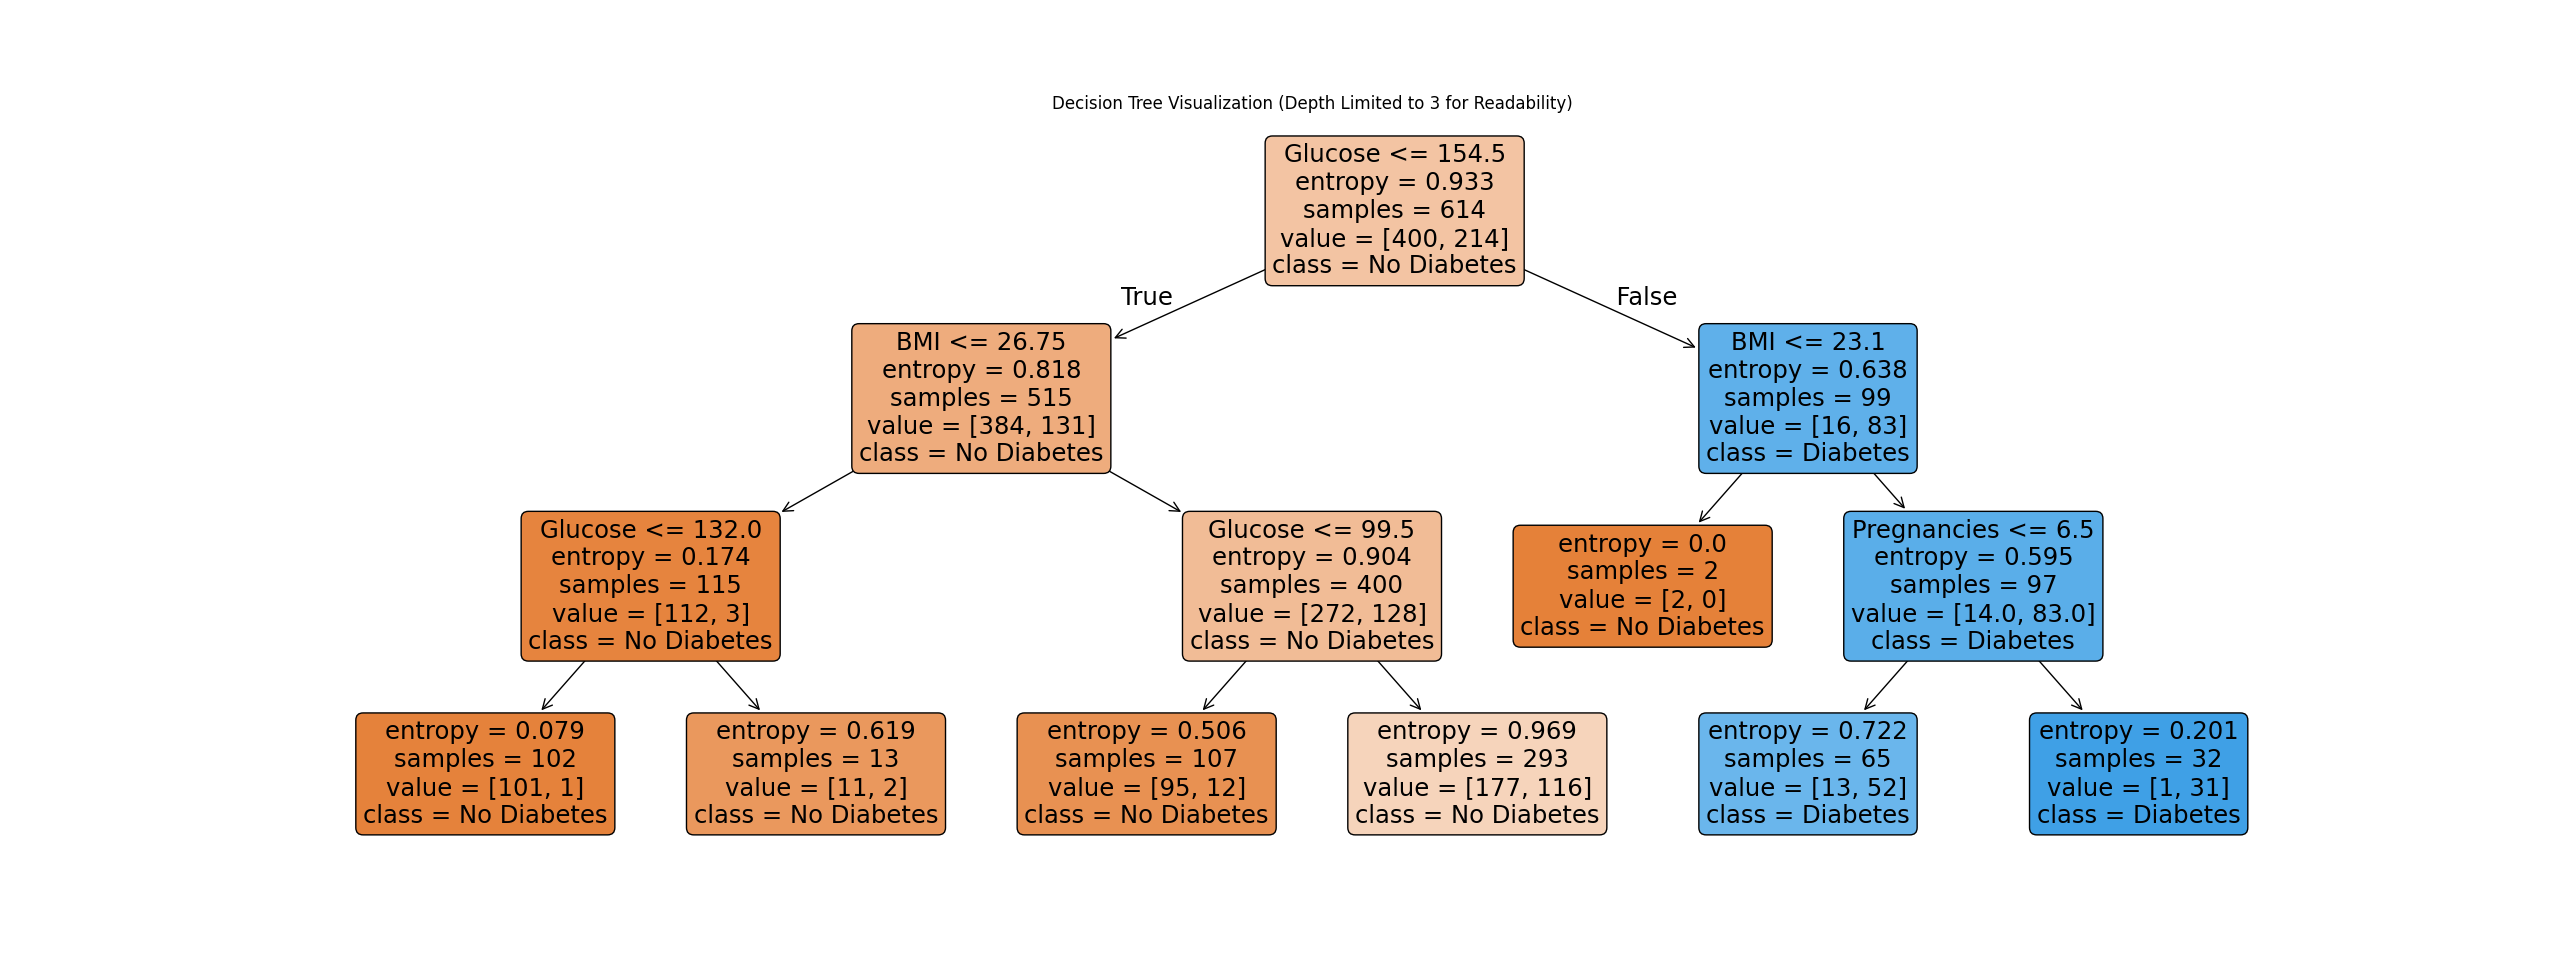 Decision Tree Visualization (Depth Limited to 3 for Readability)
Glucose <= 154.5
entropy = 0.933
samples = 614
value = [400, 214]
class = No Diabetes
True
False
BMI <= 26.75
entropy = 0.818
samples = 515
value = [384, 131]
class = No Diabetes
BMI <= 23.1
entropy = 0.638
samples = 99
value = [16, 83]
class = Diabetes
Glucose <= 132.0
entropy = 0.174
samples = 115
value = [112, 3]
class = No Diabetes
Glucose <= 99.5
entropy = 0.904
samples = 400
value = [272, 128]
class = No Diabetes
entropy = 0.0
samples = 2
value = [2, 0]
class = No Diabetes
Pregnancies <= 6.5
entropy = 0.595
samples = 97
value = [14.0, 83.0]
class = Diabetes
entropy = 0.079
samples = 102
value = [101, 1]
class = No Diabetes
entropy = 0.619
samples = 13
value = [11, 2]
class = No Diabetes
entropy = 0.506
samples = 107
value = [95, 12]
class = No Diabetes
entropy = 0.969
samples = 293
value = [177, 116]
class = No Diabetes
entropy = 0.722
samples = 65
value = [13, 52]
class = Diabetes
entropy = 0.201
samples = 32
value = [1, 31]
class = Diabetes